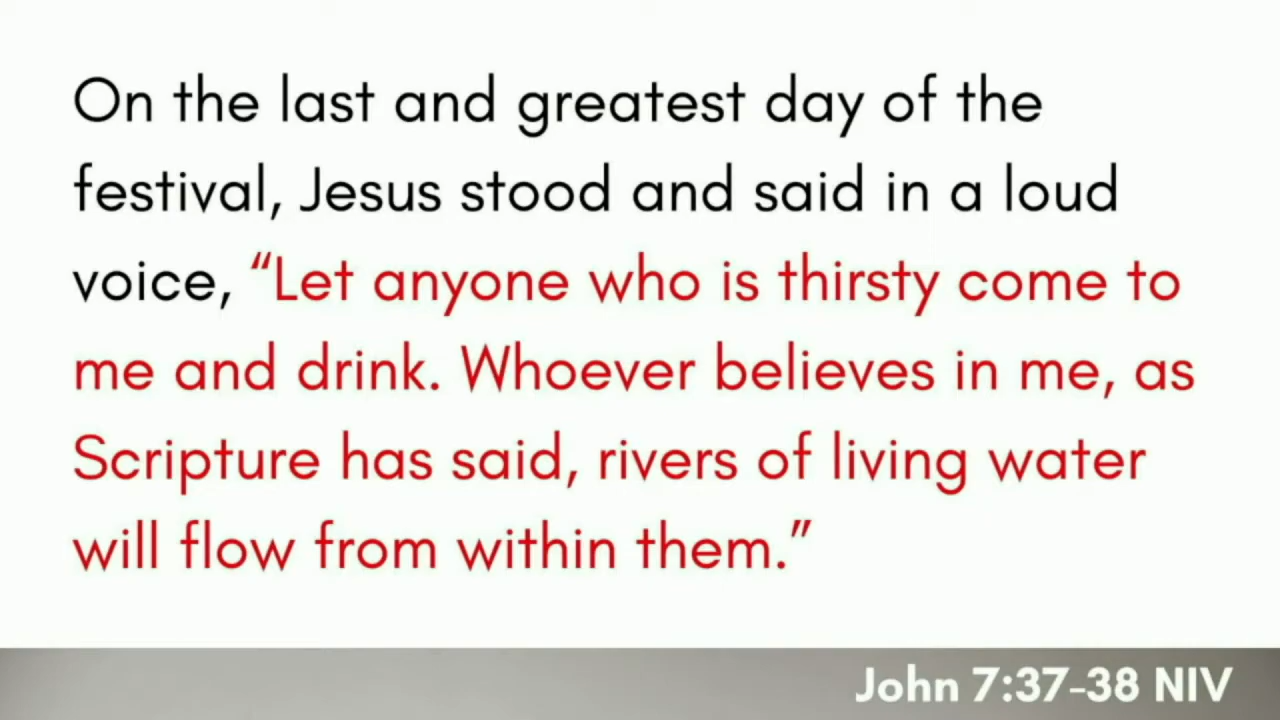 On the last and greatest day of the
festival, Jesus stood and said in a loud
voice, “Let anyone who is thirsty come to
me and drink. Whoever believes in me, as
Scripture has said, rivers of living water
will flow from within them.”
John 7:37-38 NIV